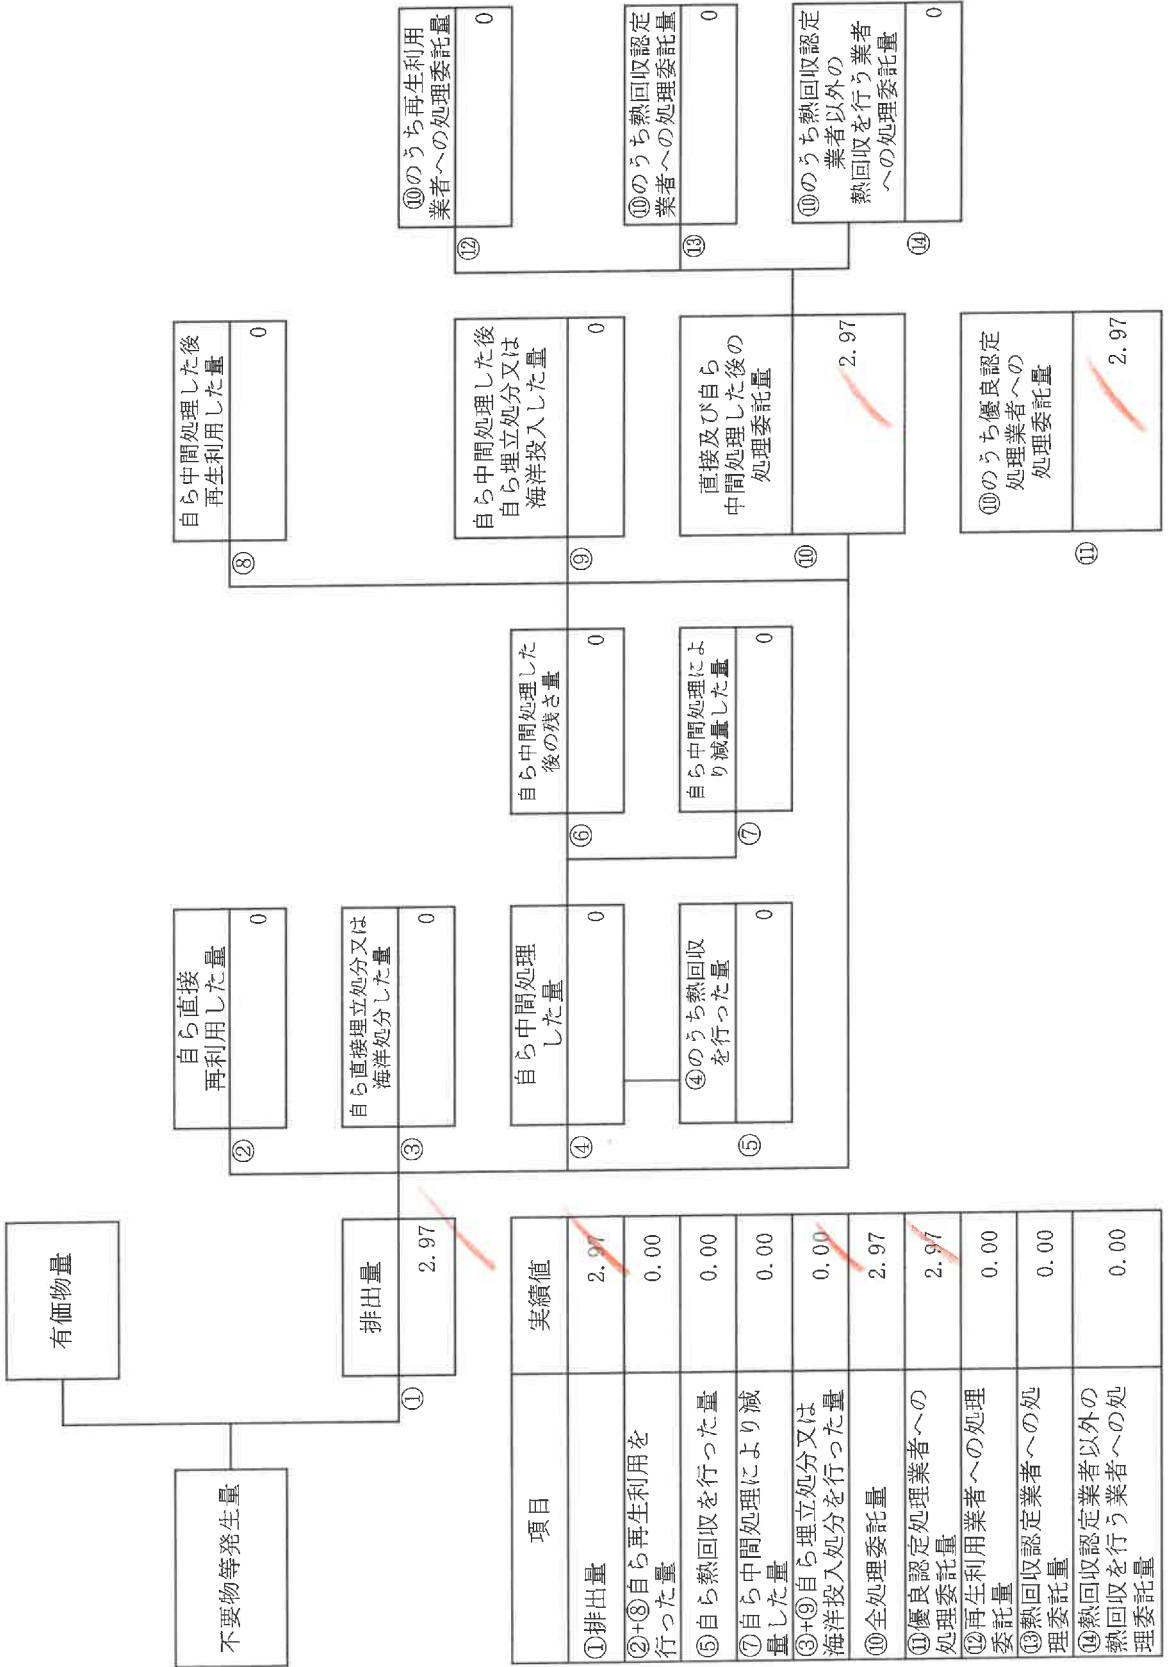 不要物等発生量
有価物量
①
排出量
2.97
②
自ら直接
再利用した量
0
③
自ら直接埋立処分又は
海洋処分した量
0
④
自ら中間処理
した量
0
⑤
④のうち熱回収
を行った量
0
⑥
自ら中間処理した
後の残さ量
0
⑦
自ら中間処理によ
り減量した量
0
⑧
自ら中間処理した後
再生利用した量
0
⑨
自ら中間処理した後
自ら埋立処分又は
海洋投入した量
0
⑩
直接及び自ら
中間処理した後の
処理委託量
2.97
⑪
⑩のうち優良認定
処理業者への
処理委託量
2.97
⑫
⑩のうち再生利用
業者への処理委託量
0
⑬
⑩のうち熱回収認定
業者への処理委託量
0
⑭
⑩のうち熱回収認定
業者以外の
熱回収を行う業者
への処理委託量
0
項目 実績値
①排出量 2.97
②+⑧自ら再生利用を
行った量 0.00
⑤自ら熱回収を行った量 0.00
⑦自ら中間処理により減
量した量 0.00
③+⑨自ら埋立処分又は
海洋投入処分を行った量 0.00
⑩全処理委託量 2.97
⑪優良認定処理業者への
処理委託量 2.97
⑫再生利用業者への処理
委託量 0.00
⑬熱回収認定業者への処
理委託量 0.00
⑭熱回収認定業者以外の
熱回収を行う業者への処
理委託量 0.00